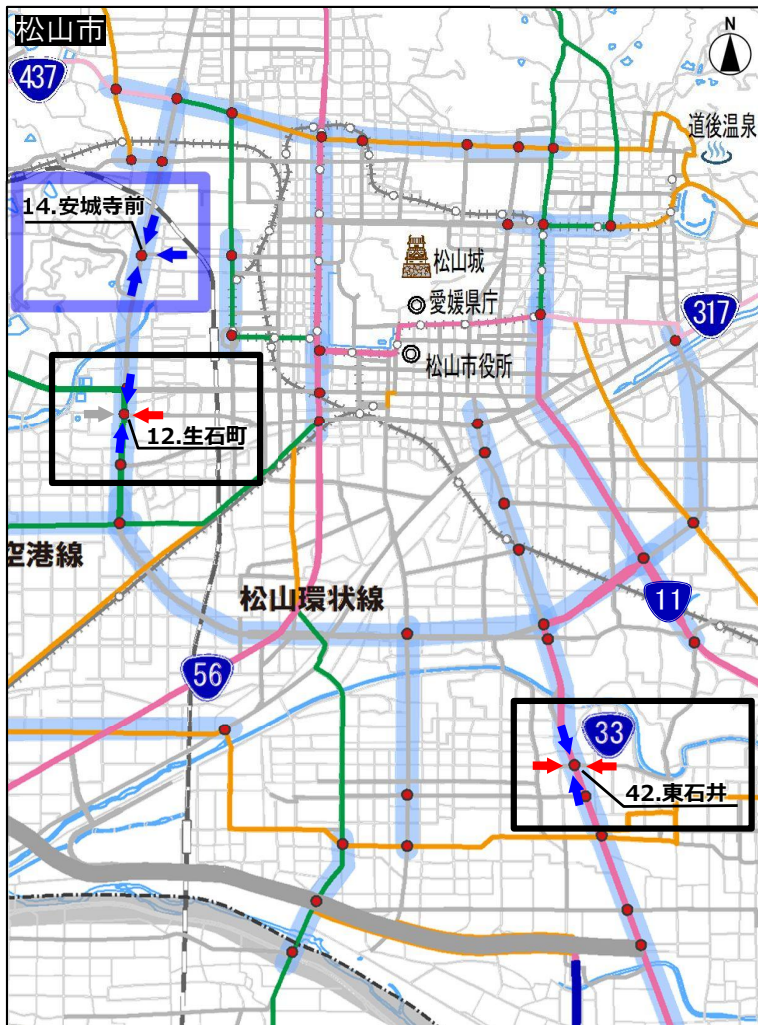 松山市
N
437
道後温泉
14.安城寺前
松山城
愛媛県庁
317
松山市役所
12.生石町
空港線
松山環状線
11
56
33
42.東石井